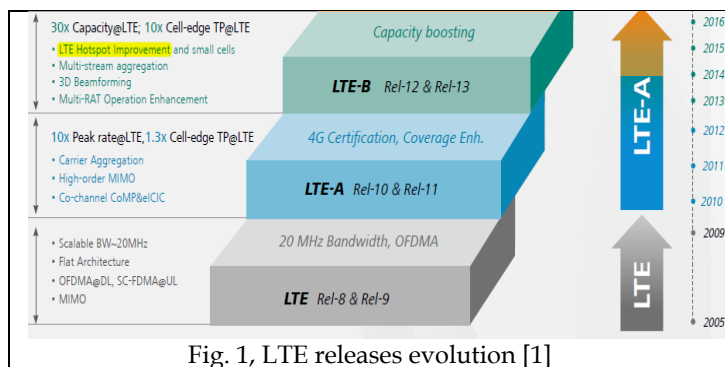 30x Capacity@LTE; 10x Cell-edge TP@LTE
• LTE Hotspot Improvement and small cells
• Multi-stream aggregation
• 3D Beamforming
• Multi-RAT Operation Enhancement
Capacity boosting
LTE-B Rel-12 & Rel-13
10x Peak rate@LTE,1.3x Cell-edge TP@LTE
• Carrier Aggregation
• High-order MIMO
• Co-channel CoMP&eICIC
4G Certification, Coverage Enh.
LTE-A Rel-10 & Rel-11
• Scalable BW~20MHz
• Flat Architecture
• OFDMA@DL, SC-FDMA@UL
• MIMO
20 MHz Bandwidth, OFDMA
LTE Rel-8 & Rel-9
LTE-A
LTE
2016
2015
2014
2013
2012
2011
2010
2009
2005
Fig. 1, LTE releases evolution [1]